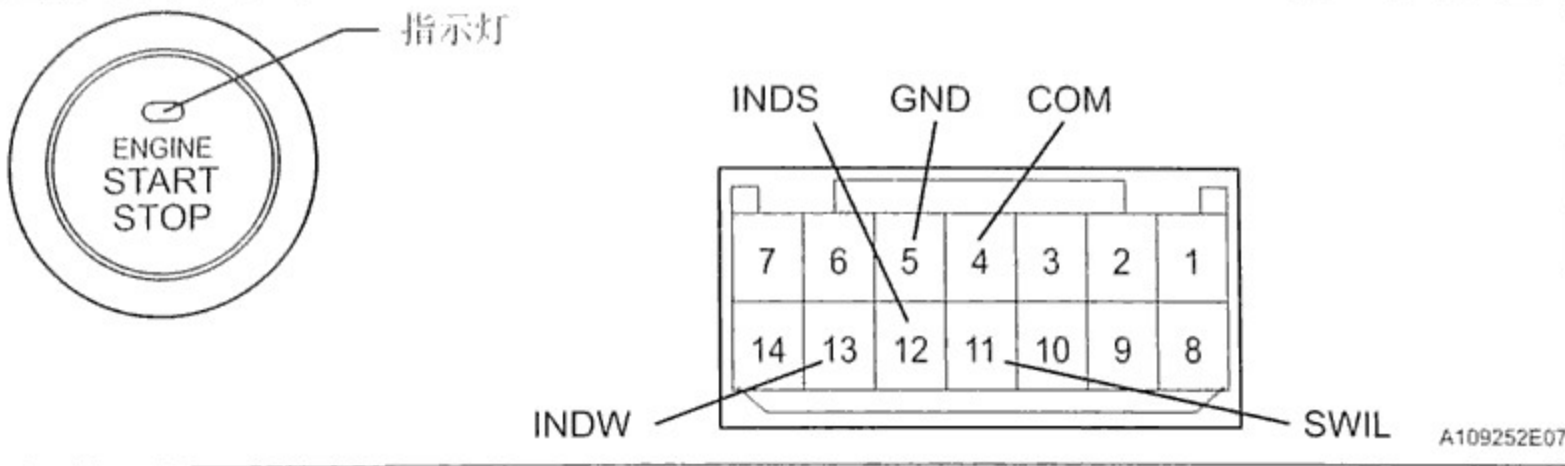 指示灯
ENGINE
START
STOP
INDS GND COM
7 6 5 4 3 2 1
14 13 12 11 10 9 8
INDW SWIL
A109252E07